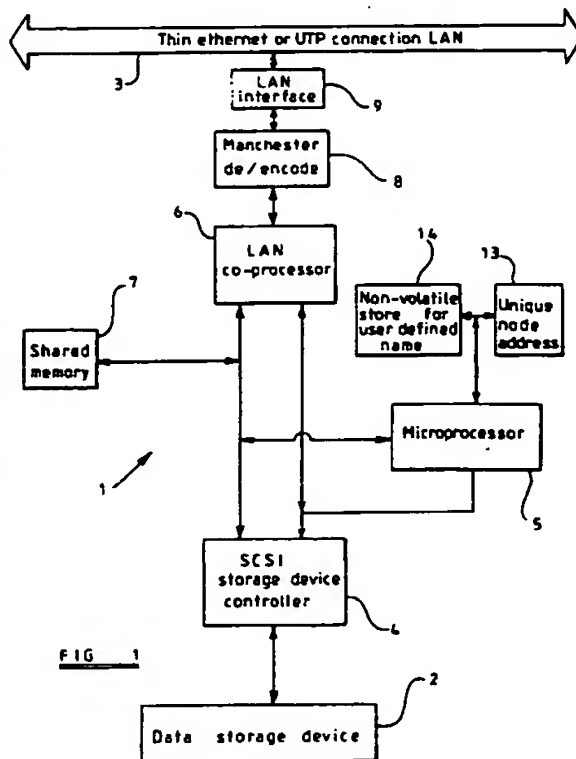 Thin ethernet or UTP connection LAN
3
LAN
interface
9
Manchester
de/encode
8
6
LAN
co-processor
14
13
Non-volatile
store for
user defined
name
Unique
node
address
7
Shared
memory
Microprocessor
1
5
SCSI
storage device
controller
4
FIG 1
2
Data storage device